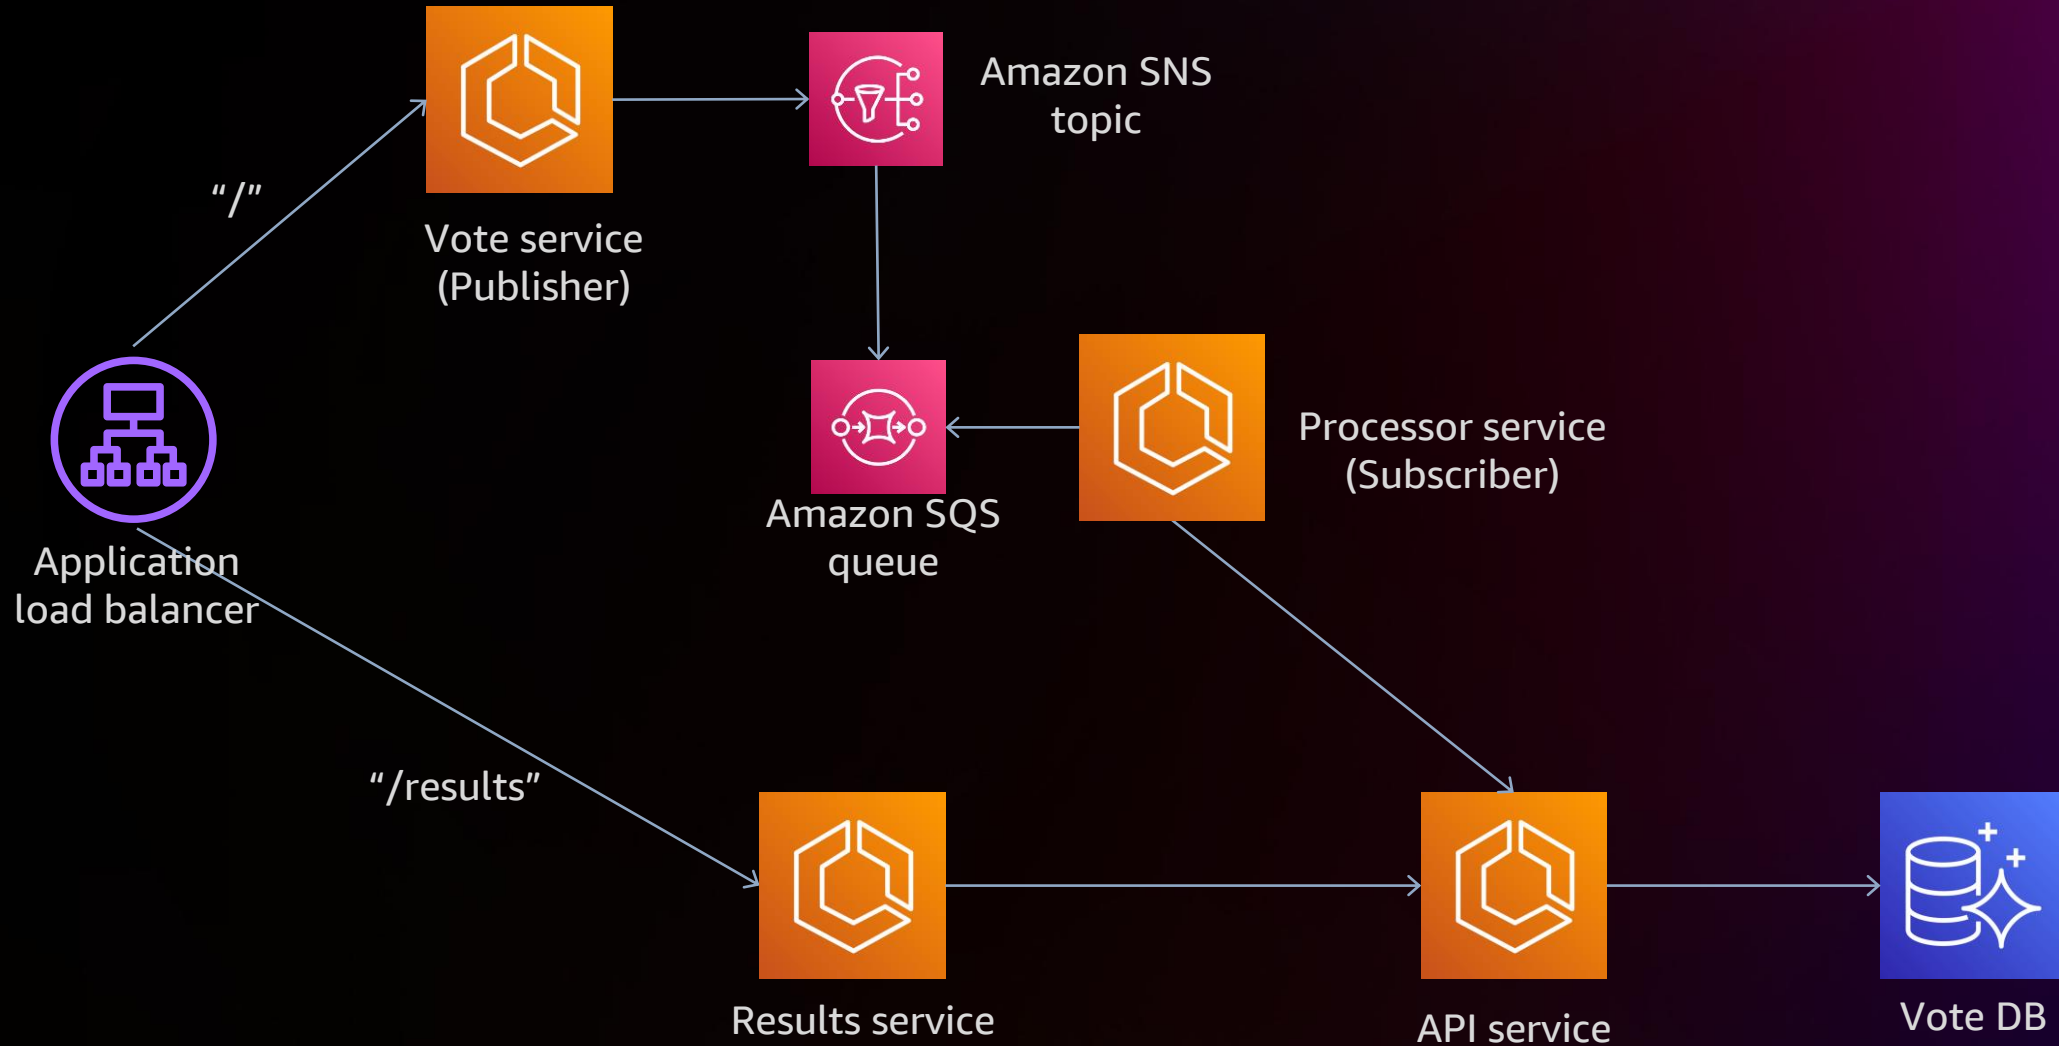 Amazon SNS
topic
“/”
Vote service
(Publisher)
Processor service
(Subscriber)
Amazon SQS
queue
Application
load balancer
“/results”
Results service
API service
Vote DB